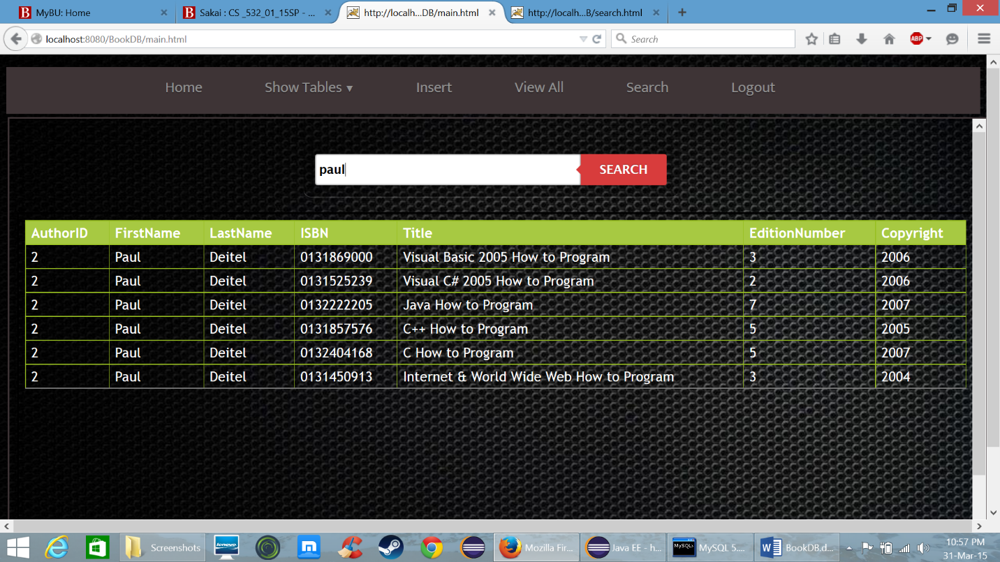 MyBU: Home
Sakai : CS _532_01_15SP - ...
http://localh...DB/main.html
http://localh...B/search.html
localhost:8080/BookDB/main.html
Search
ABP
Home Show Tables ▾ Insert View All Search Logout
paul SEARCH
AuthorID FirstName LastName ISBN Title EditionNumber Copyright
2 Paul Deitel 0131869000 Visual Basic 2005 How to Program 3 2006
2 Paul Deitel 0131525239 Visual C# 2005 How to Program 2 2006
2 Paul Deitel 0132222205 Java How to Program 7 2007
2 Paul Deitel 0131857576 C++ How to Program 5 2005
2 Paul Deitel 0132404168 C How to Program 5 2007
2 Paul Deitel 0131450913 Internet & World Wide Web How to Program 3 2004
Screenshots
lenovo
Mozilla Fir...
Java EE - h...
MySQL 5....
BookDB.d...
10:57 PM
31-Mar-15